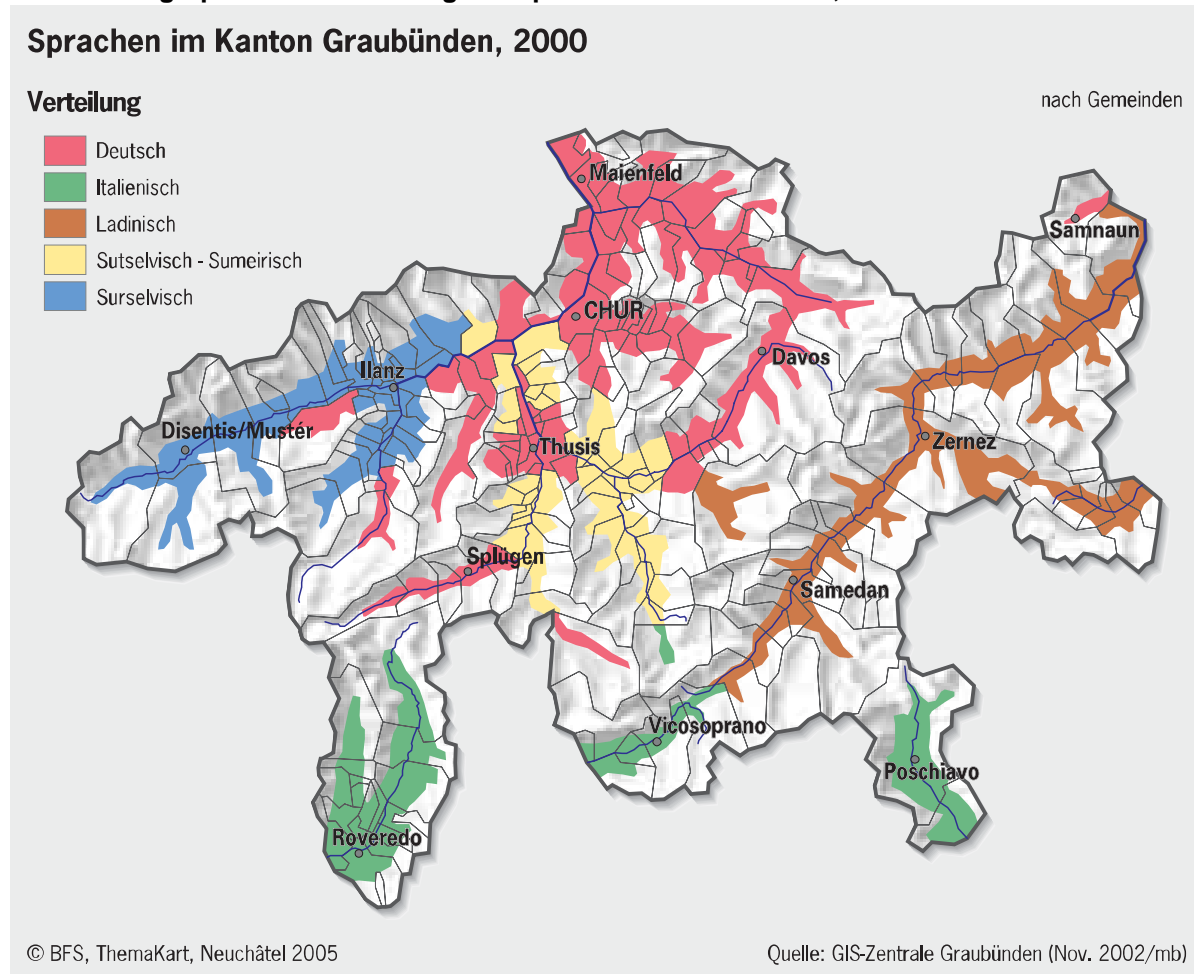 Sprachen im Kanton Graubünden, 2000
Verteilung
nach Gemeinden
Deutsch
Italienisch
Ladinisch
Sutselvisch - Sumeirisch
Surselvisch
Maienfeld
Samnaun
CHUR
Davos
Ilanz
Disentis/Mustér
Thusis
Zernez
Splügen
Samedan
Vicosoprano
Poschiavo
Roveredo
© BFS, ThemaKart, Neuchâtel 2005
Quelle: GIS-Zentrale Graubünden (Nov. 2002/mb)